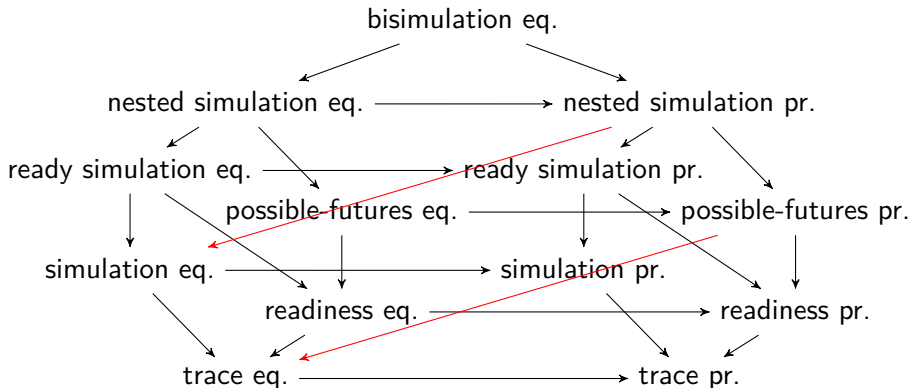 bisimulation eq.
nested simulation eq. nested simulation pr.
ready simulation eq. ready simulation pr.
possible-futures eq. possible-futures pr.
simulation eq. simulation pr.
readiness eq. readiness pr.
trace eq. trace pr.